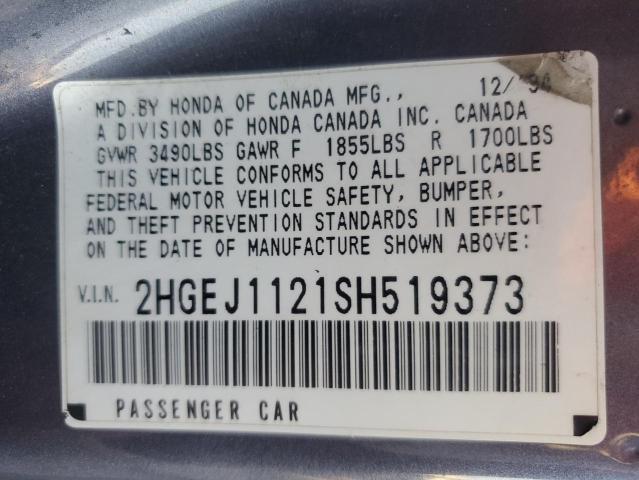 MFD.BY HONDA OF CANADA MFG., 12/'94
A DIVISION OF HONDA CANADA INC. CANADA
GVWR 3490LBS GAWR F 1855LBS R 1700LBS
THIS VEHICLE CONFORMS TO ALL APPLICABLE
FEDERAL MOTOR VEHICLE SAFETY, BUMPER,
AND THEFT PREVENTION STANDARDS IN EFFECT
ON THE DATE OF MANUFACTURE SHOWN ABOVE:
V.I.N. 2HGEJ1121SH519373
PASSENGER CAR